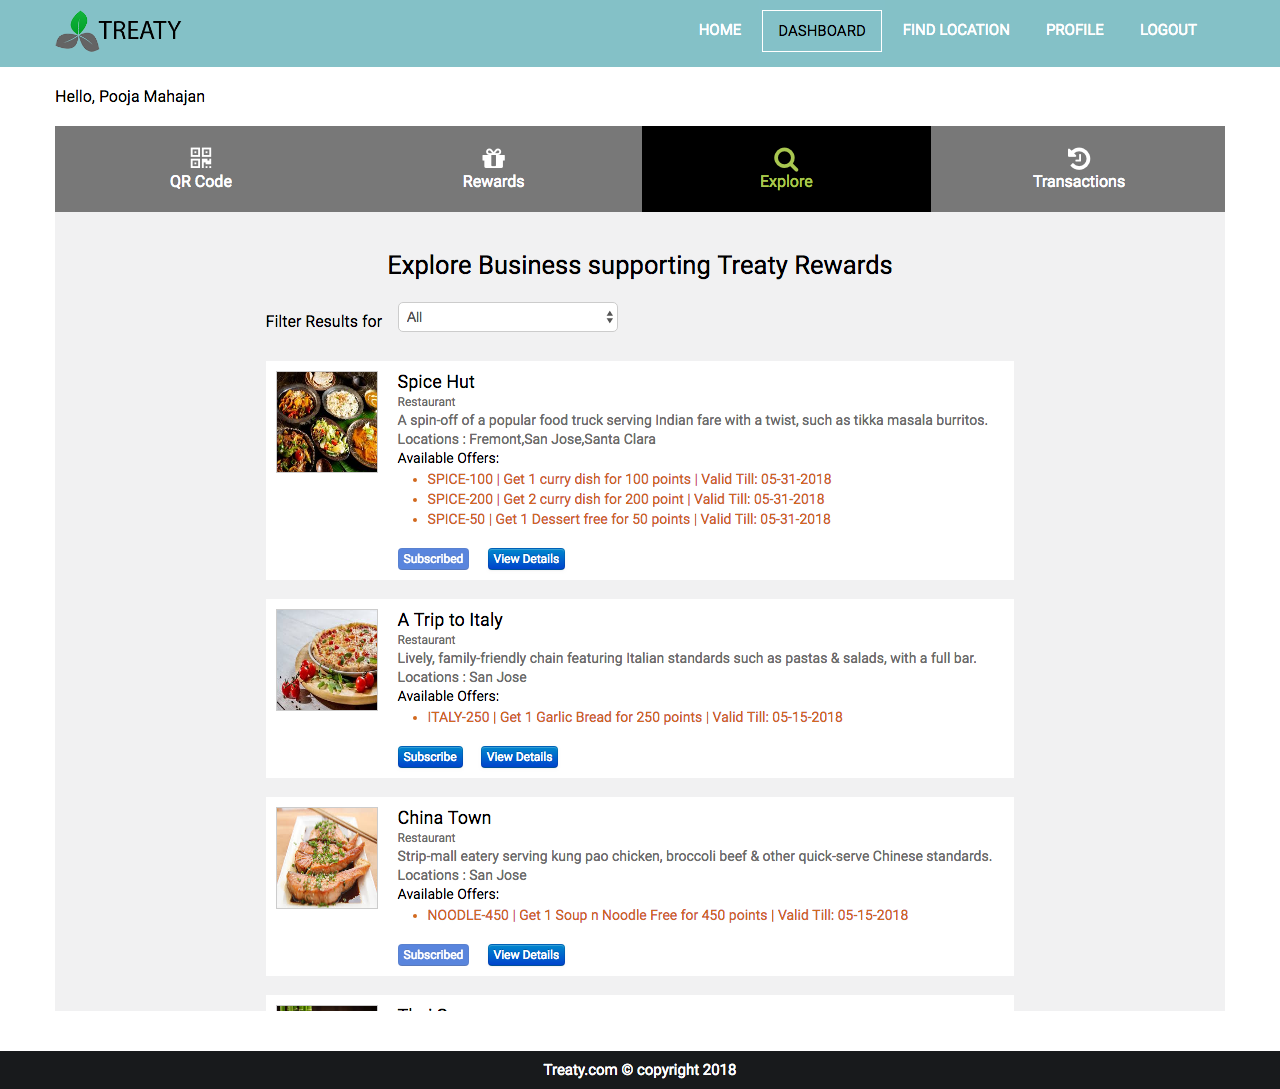 TREATY
HOME DASHBOARD FIND LOCATION PROFILE LOGOUT
Hello, Pooja Mahajan
QR Code Rewards Explore Transactions
Explore Business supporting Treaty Rewards
Filter Results for All
Spice Hut
Restaurant
A spin-off of a popular food truck serving Indian fare with a twist, such as tikka masala burritos.
Locations : Fremont,San Jose,Santa Clara
Available Offers:
• SPICE-100 | Get 1 curry dish for 100 points | Valid Till: 05-31-2018
• SPICE-200 | Get 2 curry dish for 200 point | Valid Till: 05-31-2018
• SPICE-50 | Get 1 Dessert free for 50 points | Valid Till: 05-31-2018
Subscribed View Details
A Trip to Italy
Restaurant
Lively, family-friendly chain featuring Italian standards such as pastas & salads, with a full bar.
Locations : San Jose
Available Offers:
• ITALY-250 | Get 1 Garlic Bread for 250 points | Valid Till: 05-15-2018
Subscribe View Details
China Town
Restaurant
Strip-mall eatery serving kung pao chicken, broccoli beef & other quick-serve Chinese standards.
Locations : San Jose
Available Offers:
• NOODLE-450 | Get 1 Soup n Noodle Free for 450 points | Valid Till: 05-15-2018
Subscribed View Details
Treaty.com © copyright 2018